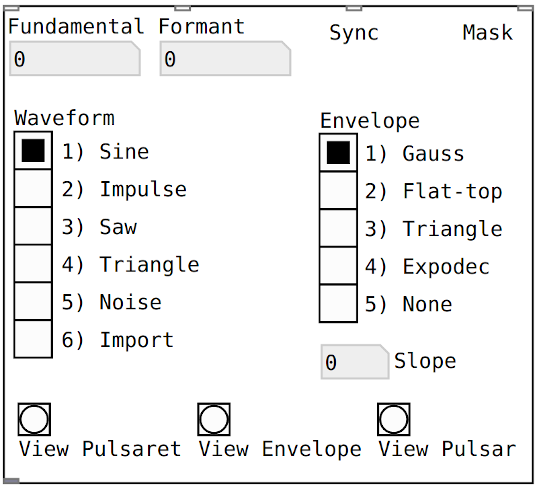 Fundamental Formant Sync Mask
0 0
Waveform Envelope
1) Sine
2) Impulse
3) Saw
4) Triangle
5) Noise
6) Import
1) Gauss
2) Flat-top
3) Triangle
4) Expodec
5) None
0 Slope
View Pulsaret View Envelope View Pulsar